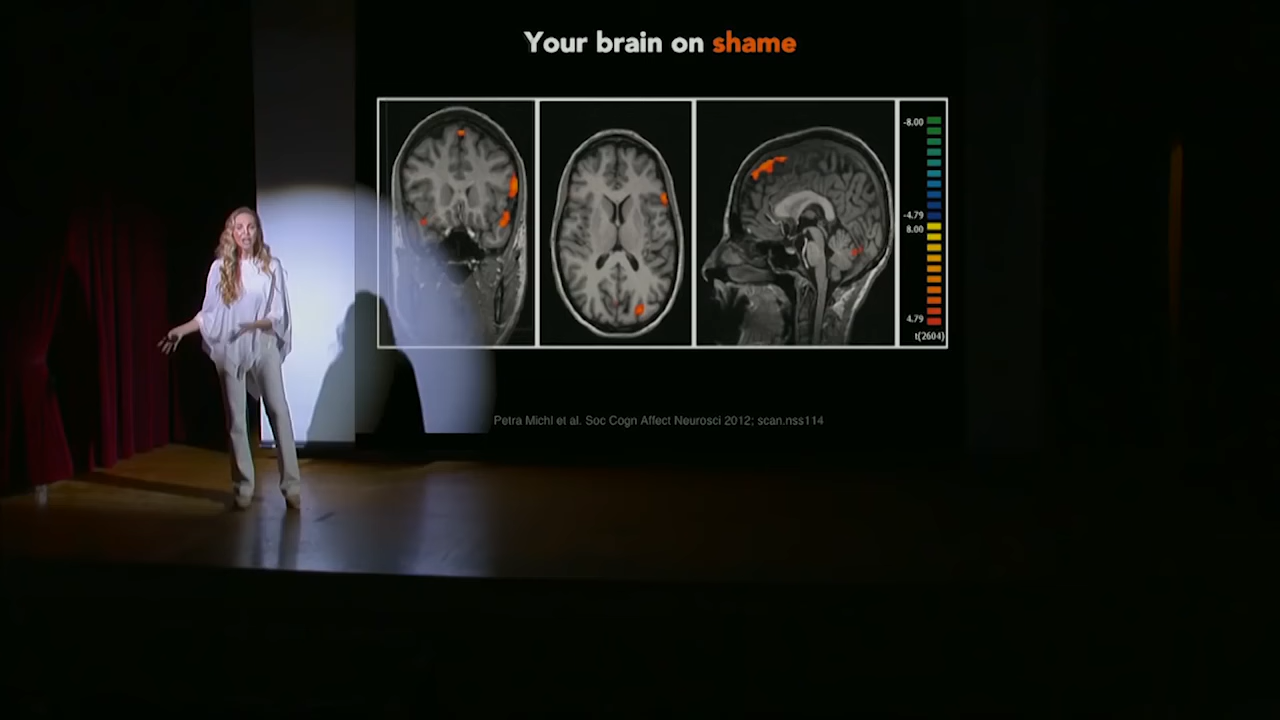 Your brain on shame
-8.00
-4.79
8.00
4.79
t(2604)
Petra Michl et al. Soc Cogn Affect Neurosci 2012; scan.nss114